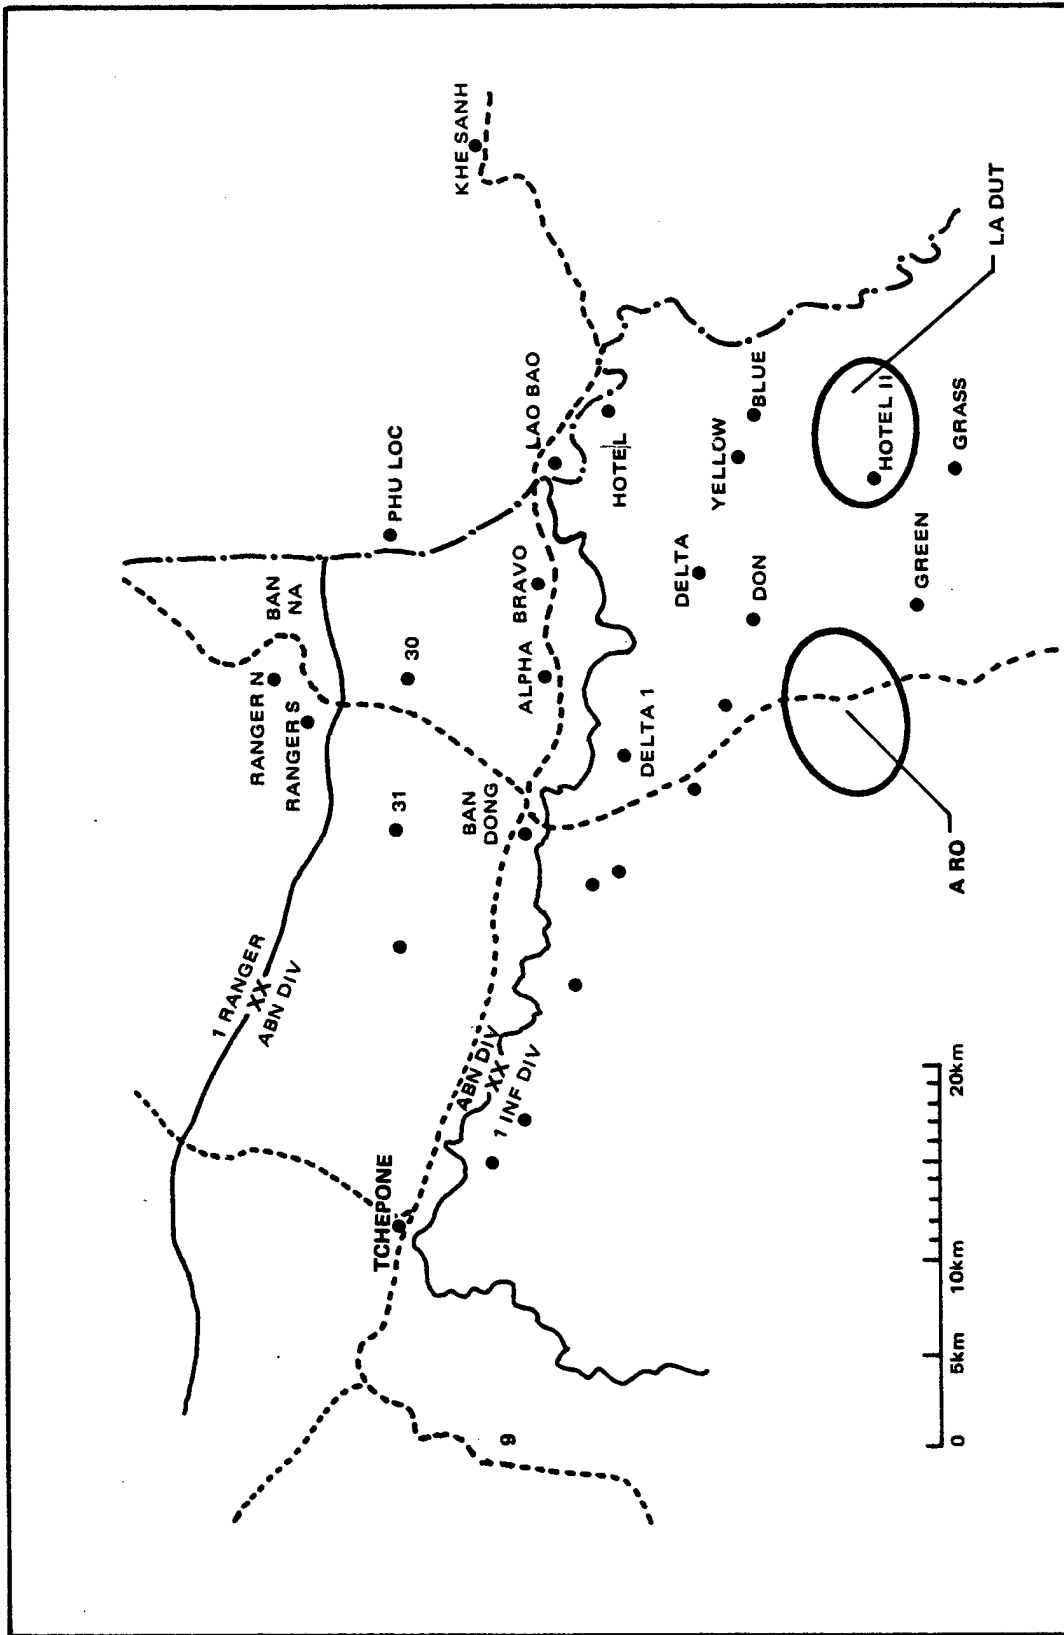 KHE SANH
LAO BAO
PHU LOC
BAN
NA
RANGER N
RANGER S
30
31
BRAVO
ALPHA
BAN
DONG
1 RANGER
XX
ABN DIV
ABN DIV
XX
1 INF DIV
TCHEPONE
9
HOTEL
DELTA 1
DELTA
DON
YELLOW
BLUE
HOTEL II
LA DUT
GRASS
GREEN
A RO
0 5km 10km 20km